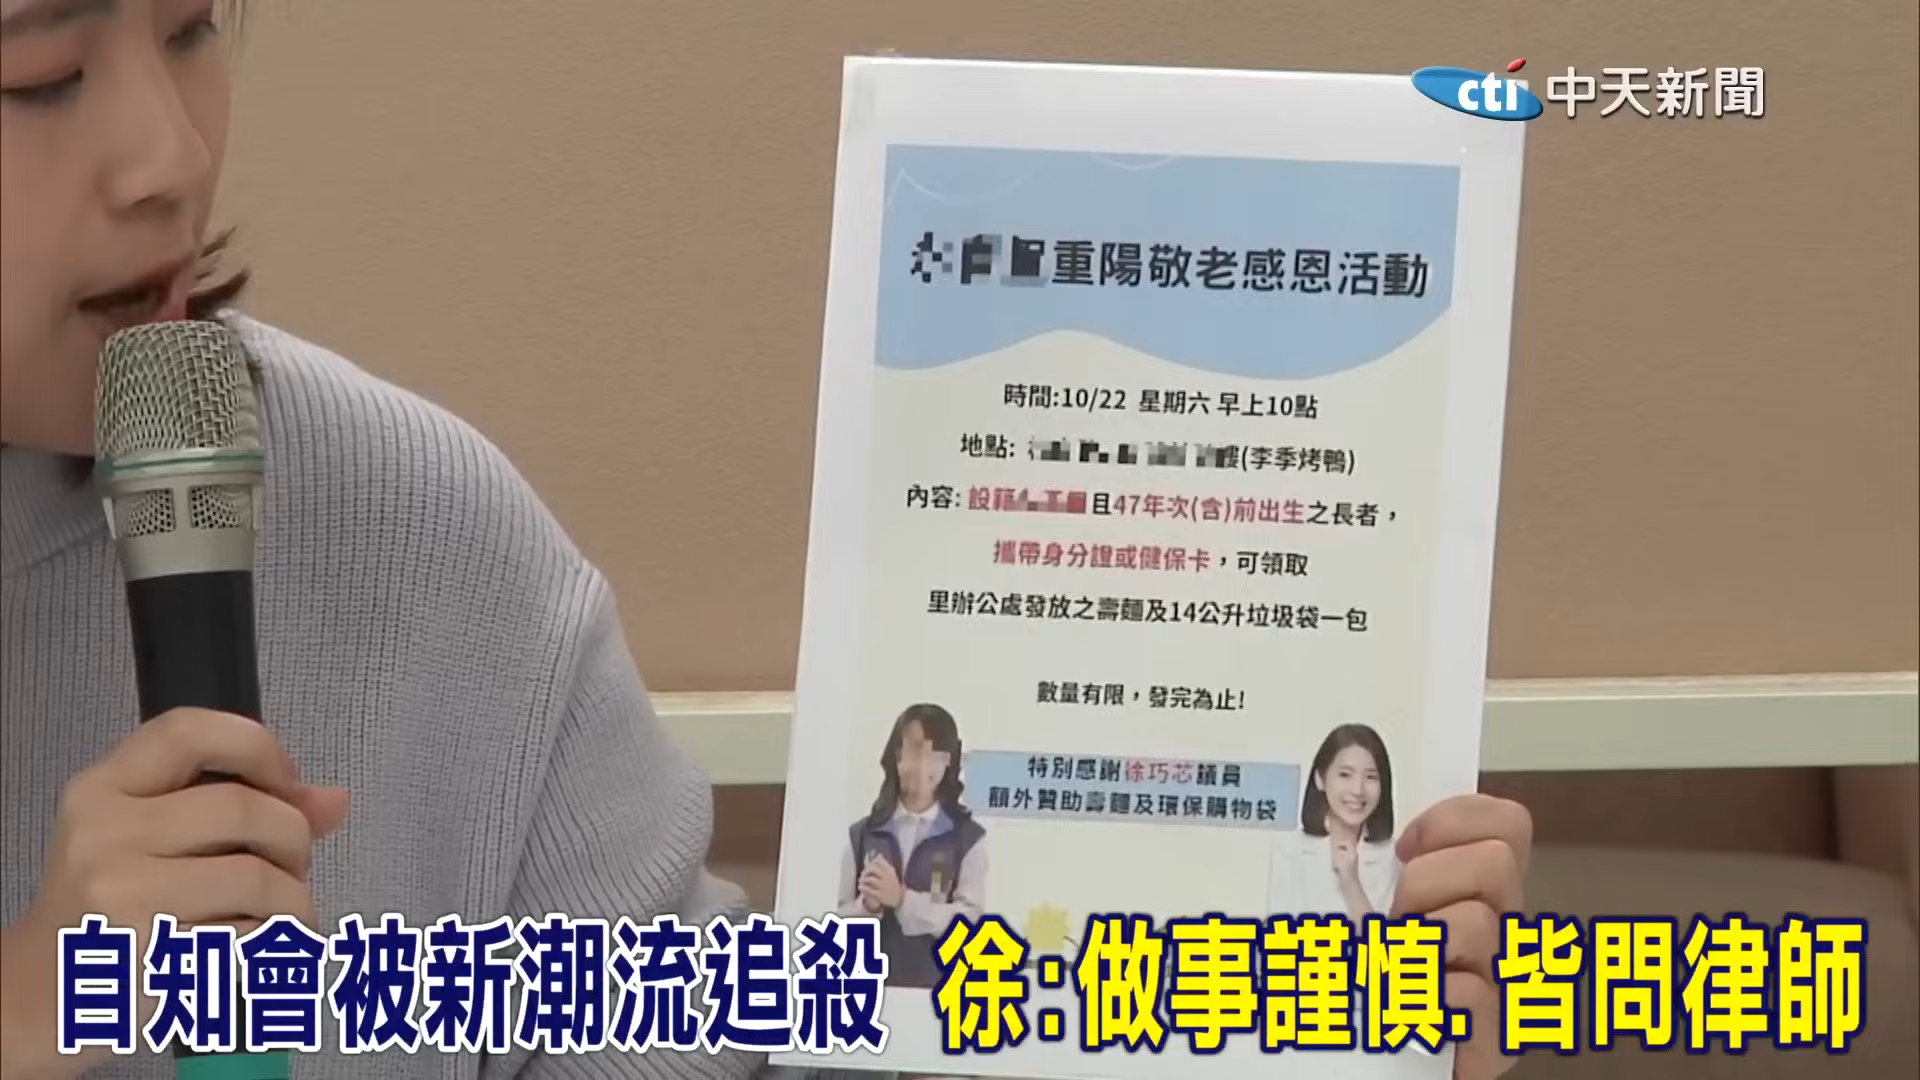 cti 中天新聞
重陽敬老感恩活動
時間:10/22 星期六 早上10點
地點: 樓(李季烤鴨)
內容: 設籍 且47年次(含)前出生之長者，
攜帶身分證或健保卡，可領取
里辦公處發放之壽麵及14公升垃圾袋一包
數量有限，發完為止!
特別感謝徐巧芯議員
額外贊助壽麵及環保購物袋
自知會被新潮流追殺 徐:做事謹慎.皆問律師